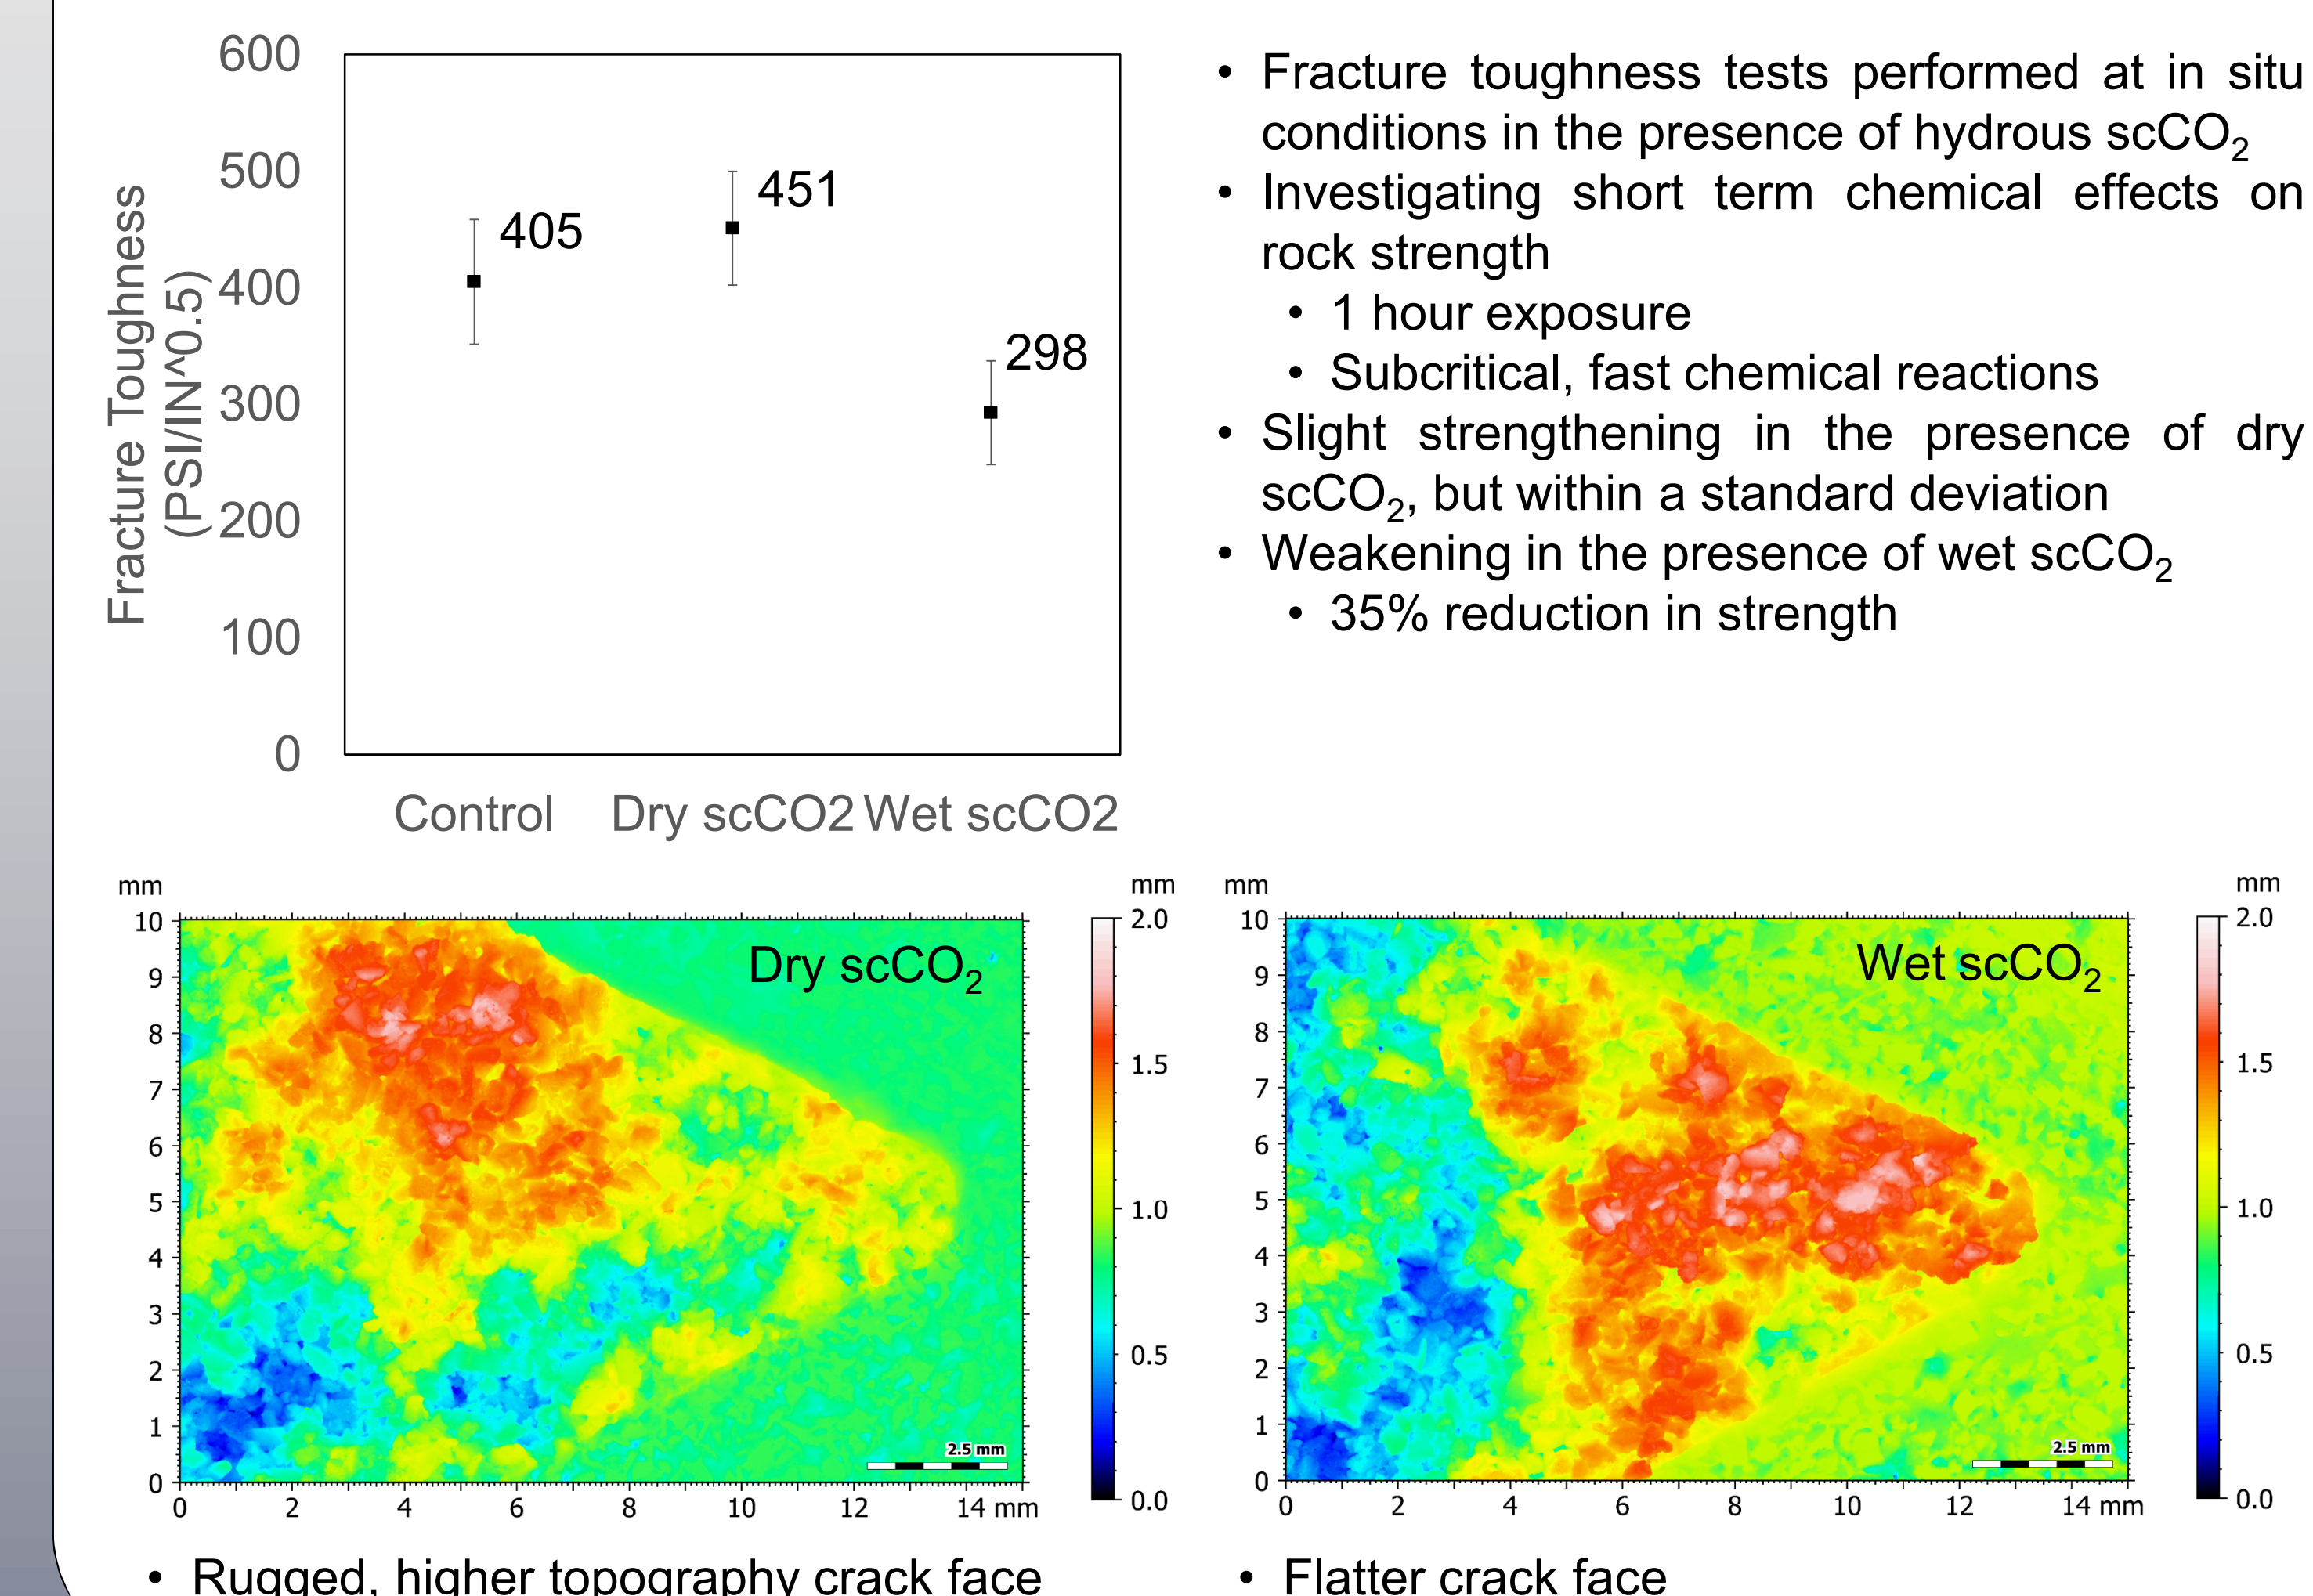 600
500
400
300
200
100
0
Fracture Toughness
(PSI/IN^0.5)
405
451
298
Control Dry scCO2 Wet scCO2
• Fracture toughness tests performed at in situ
conditions in the presence of hydrous scCO₂
• Investigating short term chemical effects on
rock strength
• 1 hour exposure
• Subcritical, fast chemical reactions
• Slight strengthening in the presence of dry
scCO₂, but within a standard deviation
• Weakening in the presence of wet scCO₂
• 35% reduction in strength
mm
10
9
8
7
6
5
4
3
2
1
0
0 2 4 6 8 10 12 14 mm
Dry scCO₂
2.5 mm
mm
2.0
1.5
1.0
0.5
0.0
mm
10
9
8
7
6
5
4
3
2
1
0
0 2 4 6 8 10 12 14 mm
Wet scCO₂
2.5 mm
mm
2.0
1.5
1.0
0.5
0.0
• Rugged, higher topography crack face
• Flatter crack face